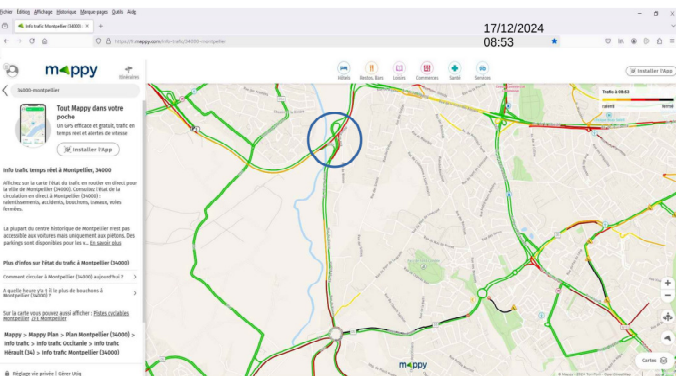 Fichier Édition Affichage Historique Marque-pages Outils Aide
Info trafic Montpellier (34000)
17/12/2024
08:53
https://fr.mappy.com/info-trafic/34000-montpellier
mappy
Itinéraires
Hôtels
Restos, Bars
Loisirs
Commerces
Santé
Services
Installer l'App
34000-montpellier
Tout Mappy dans votre
poche
Un GPS efficace et gratuit, trafic en
temps réel et alertes de vitesse
Installer l'App
Info trafic temps réel à Montpellier, 34000
Affichez sur la carte l'état du trafic en routier en direct pour
la ville de Montpellier (34000). Consultez l'état de la
circulation en direct à Montpellier (34000) :
ralentissements, accidents, bouchons, travaux, voies
fermées.
La plupart du centre historique de Montpellier n'est pas
accessible aux voitures mais uniquement aux piétons. Des
parkings sont disponibles pour les v... En savoir plus
Plus d'infos sur l'état du trafic à Montpellier (34000)
Comment circuler à Montpellier (34000) aujourd'hui ?
A quelle heure y'a t il le plus de bouchons à
Montpellier (34000) ?
Sur la carte vous pouvez aussi afficher : Pistes cyclables
Montpellier ZFE Montpellier
Mappy > Mappy Plan > Plan Montpellier (34000) >
Info trafic > Info trafic Occitanie > Info trafic
Hérault (34) > Info trafic Montpellier (34000)
Réglage vie privée | Gérer Utiq
Trafic à 08:53
ralenti
fermé
mappy
Cartes